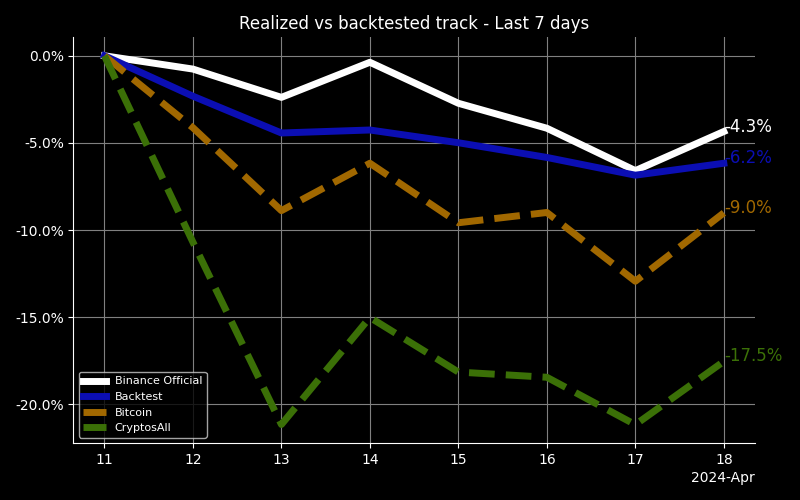 Realized vs backtested track - Last 7 days
0.0%
-5.0%
-10.0%
-15.0%
-20.0%
-4.3%
-6.2%
-9.0%
-17.5%
Binance Official
Backtest
Bitcoin
CryptosAll
11 12 13 14 15 16 17 18
2024-Apr